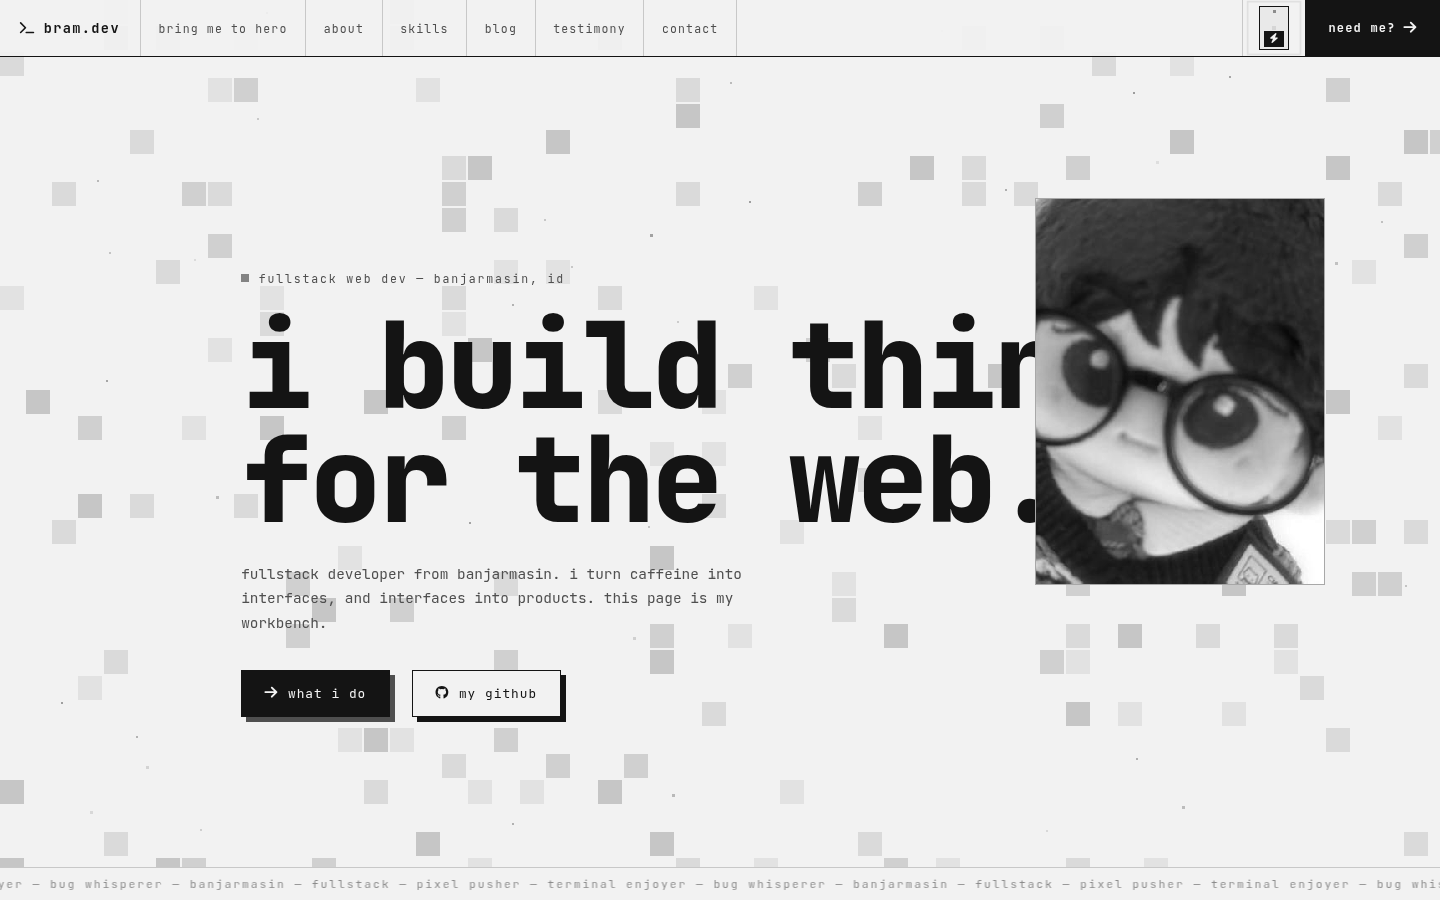 bram.dev
bring me to hero
about
skills
blog
testimony
contact
need me?
fullstack web dev — banjarmasin, id
i build thin
for the web.
fullstack developer from banjarmasin. i turn caffeine into
interfaces, and interfaces into products. this page is my
workbench.
what i do
my github
yer — bug whisperer — banjarmasin — fullstack — pixel pusher — terminal enjoyer — bug whisperer — banjarmasin — fullstack — pixel pusher — terminal enjoyer — bug whis